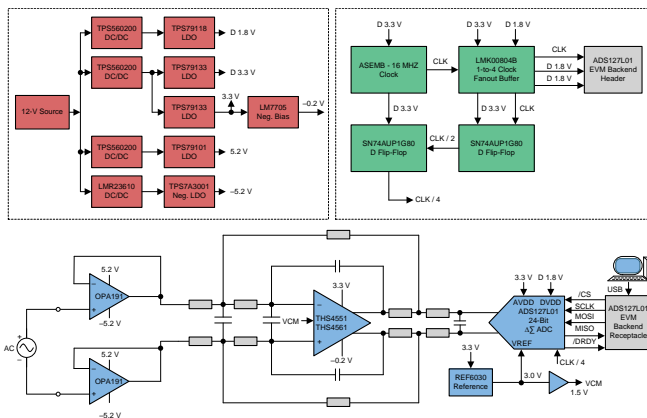 TPS560200
DC/DC
TPS79118
LDO
D 1.8 V
TPS560200
DC/DC
TPS79133
LDO
D 3.3 V
12-V Source
TPS79133
LDO
3.3 V
LM7705
Neg. Bias
–0.2 V
TPS560200
DC/DC
TPS79101
LDO
5.2 V
LMR23610
DC/DC
TPS7A3001
Neg. LDO
–5.2 V
D 3.3 V
D 3.3 V
D 1.8 V
ASEMB - 16 MHZ
Clock
CLK
LMK00804B
1-to-4 Clock
Fanout Buffer
CLK
D 1.8 V
D 1.8 V
ADS127L01
EVM Backend
Header
D 3.3 V
D 3.3 V
CLK
SN74AUP1G80
D Flip-Flop
CLK / 2
SN74AUP1G80
D Flip-Flop
CLK / 4
AC
+
–
5.2 V
–
OPA191
+
–5.2 V
5.2 V
–
OPA191
+
–5.2 V
3.3 V
–
VCM
THS4551
THS4561
+
–0.2 V
3.3 V
D 1.8 V
AVDD
DVDD
ADS127L01
24-Bit
ΔΣ ADC
VREF
USB
/CS
SCLK
MOSI
MISO
/DRDY
ADS127L01
EVM
Backend
Receptacle
CLK / 4
3.3 V
REF6030
Reference
3.0 V
VCM
1.5 V